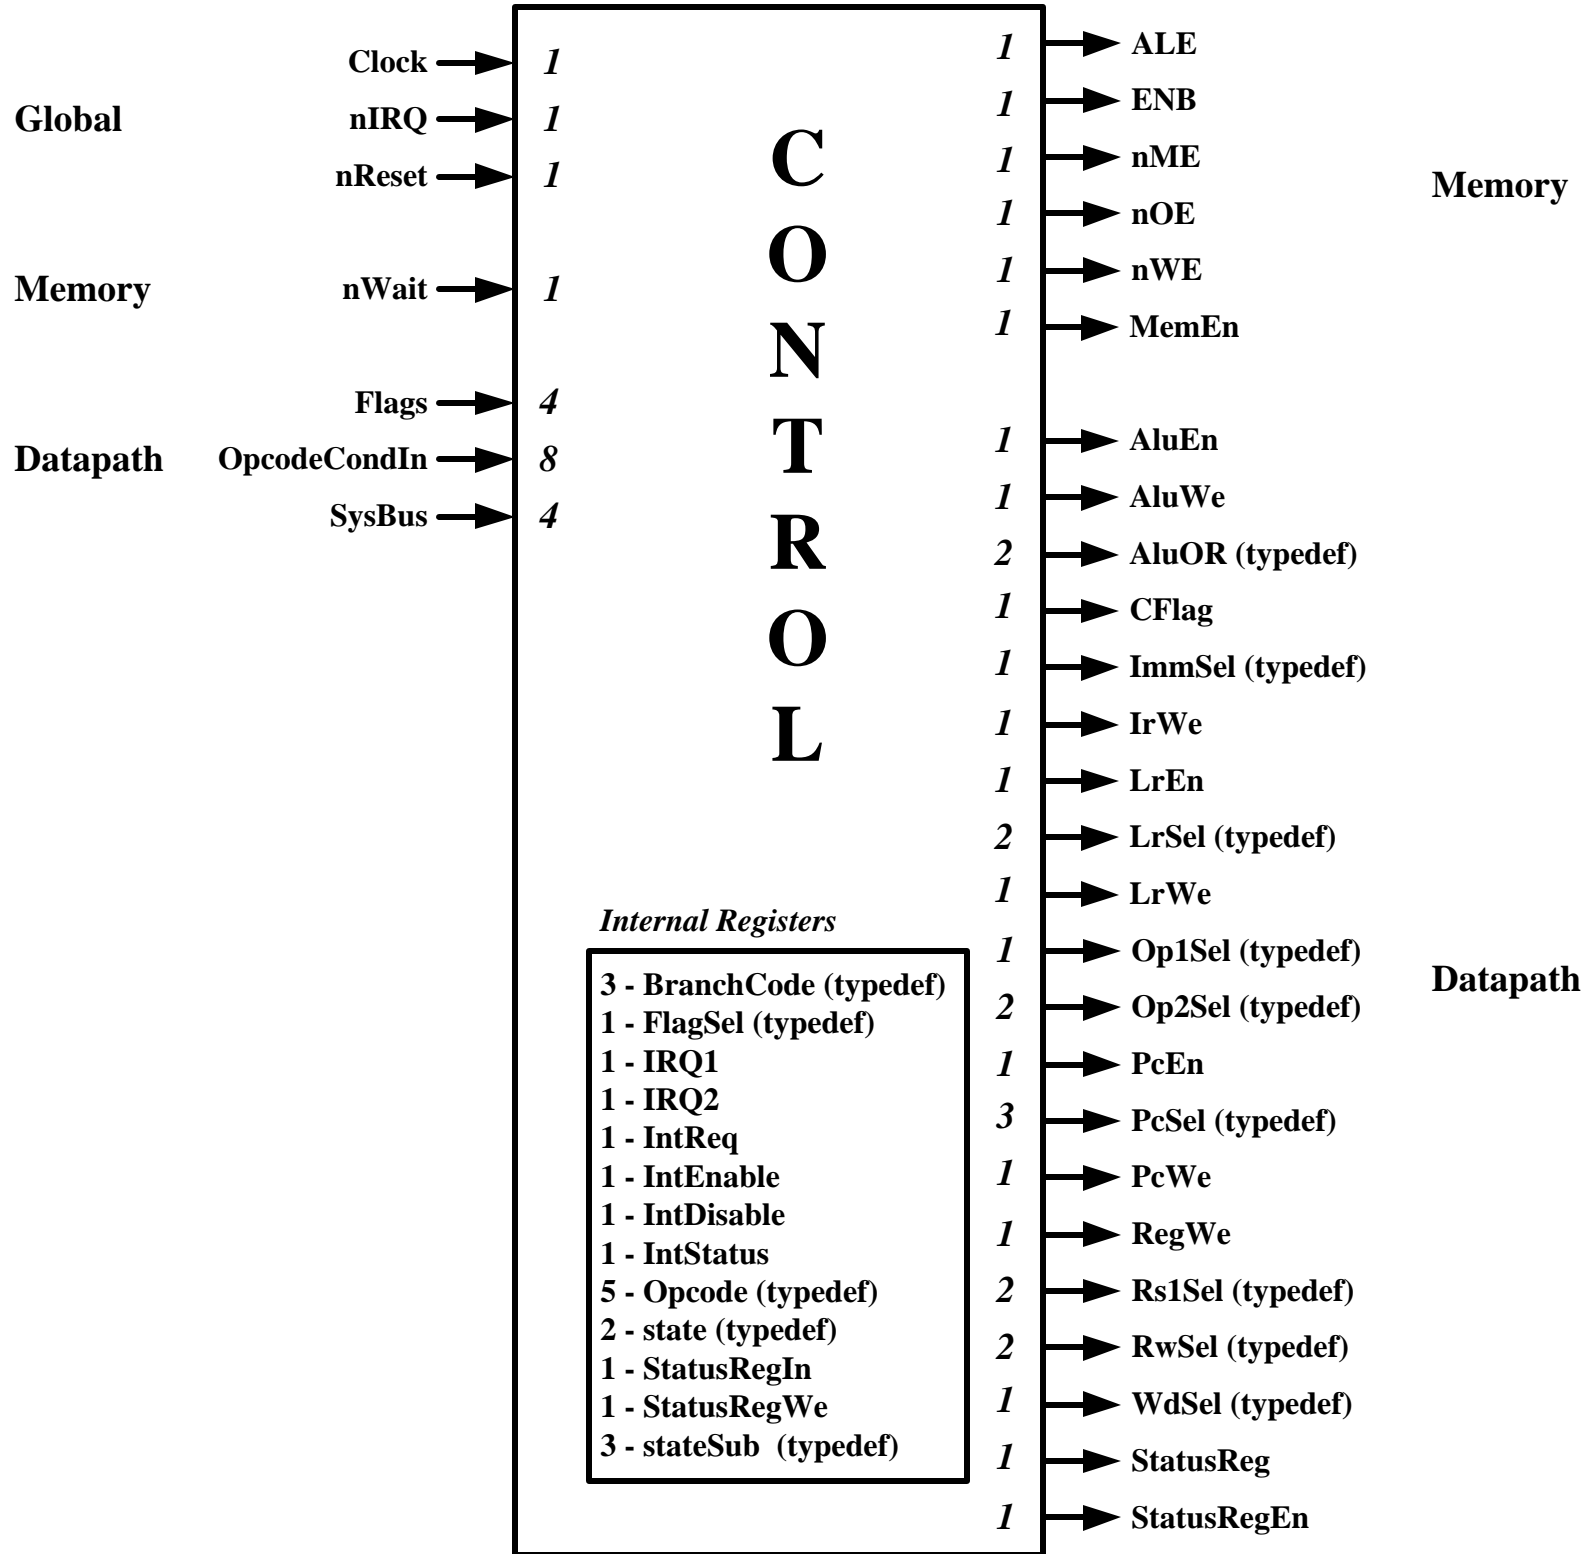 Global
Clock 1
nIRQ 1
nReset 1
Memory
nWait 1
Datapath
Flags 4
OpcodeCondIn 8
SysBus 4
C
O
N
T
R
O
L
Internal Registers
3 - BranchCode (typedef)
1 - FlagSel (typedef)
1 - IRQ1
1 - IRQ2
1 - IntReq
1 - IntEnable
1 - IntDisable
1 - IntStatus
5 - Opcode (typedef)
2 - state (typedef)
1 - StatusRegIn
1 - StatusRegWe
3 - stateSub (typedef)
1 ALE
1 ENB
1 nME
1 nOE
1 nWE
1 MemEn
Memory
1 AluEn
1 AluWe
2 AluOR (typedef)
1 CFlag
1 ImmSel (typedef)
1 IrWe
1 LrEn
2 LrSel (typedef)
1 LrWe
1 Op1Sel (typedef)
2 Op2Sel (typedef)
1 PcEn
3 PcSel (typedef)
1 PcWe
1 RegWe
2 Rs1Sel (typedef)
2 RwSel (typedef)
1 WdSel (typedef)
1 StatusReg
1 StatusRegEn
Datapath